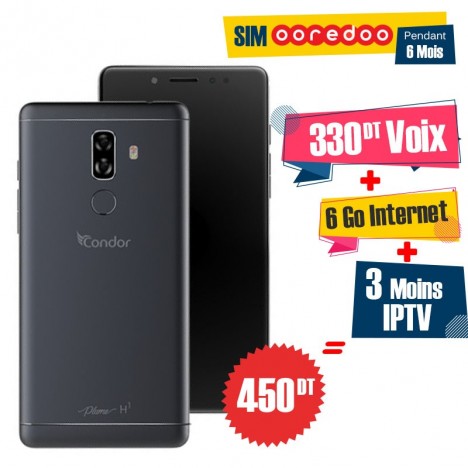 SIM ooredoo Pendant
6 Mois
330DT Voix
+
6 Go Internet
+
3 Moins
IPTV
=
450DT
Condor
Plume H1